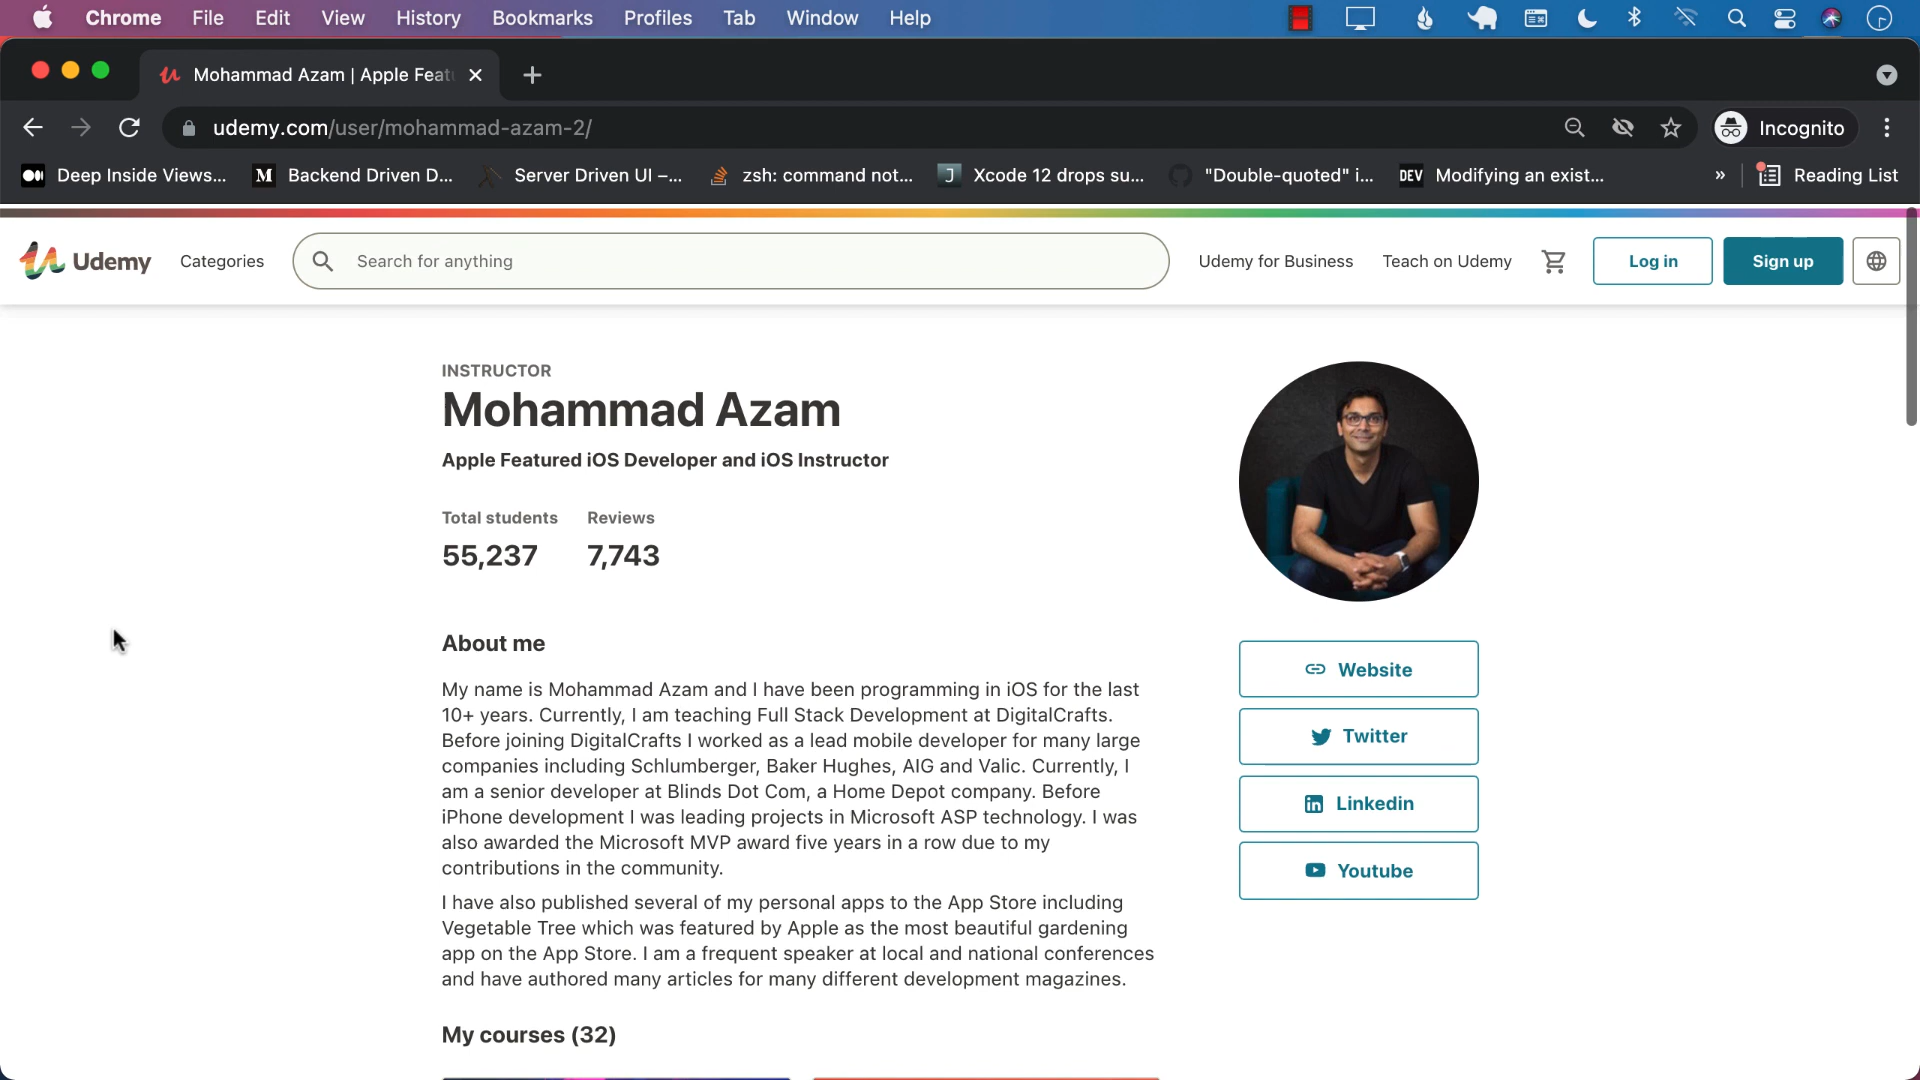 Chrome File Edit View History Bookmarks Profiles Tab Window Help
Mohammad Azam | Apple Feat
udemy.com/user/mohammad-azam-2/
Incognito
Deep Inside Views... Backend Driven D... Server Driven UI –... zsh: command not... Xcode 12 drops su... "Double-quoted" i... DEV Modifying an exist... » Reading List
Udemy Categories Search for anything Udemy for Business Teach on Udemy Log in Sign up
INSTRUCTOR
Mohammad Azam
Apple Featured iOS Developer and iOS Instructor
Total students Reviews
55,237 7,743
About me
My name is Mohammad Azam and I have been programming in iOS for the last
10+ years. Currently, I am teaching Full Stack Development at DigitalCrafts.
Before joining DigitalCrafts I worked as a lead mobile developer for many large
companies including Schlumberger, Baker Hughes, AIG and Valic. Currently, I
am a senior developer at Blinds Dot Com, a Home Depot company. Before
iPhone development I was leading projects in Microsoft ASP technology. I was
also awarded the Microsoft MVP award five years in a row due to my
contributions in the community.
I have also published several of my personal apps to the App Store including
Vegetable Tree which was featured by Apple as the most beautiful gardening
app on the App Store. I am a frequent speaker at local and national conferences
and have authored many articles for many different development magazines.
My courses (32)
Website
Twitter
Linkedin
Youtube